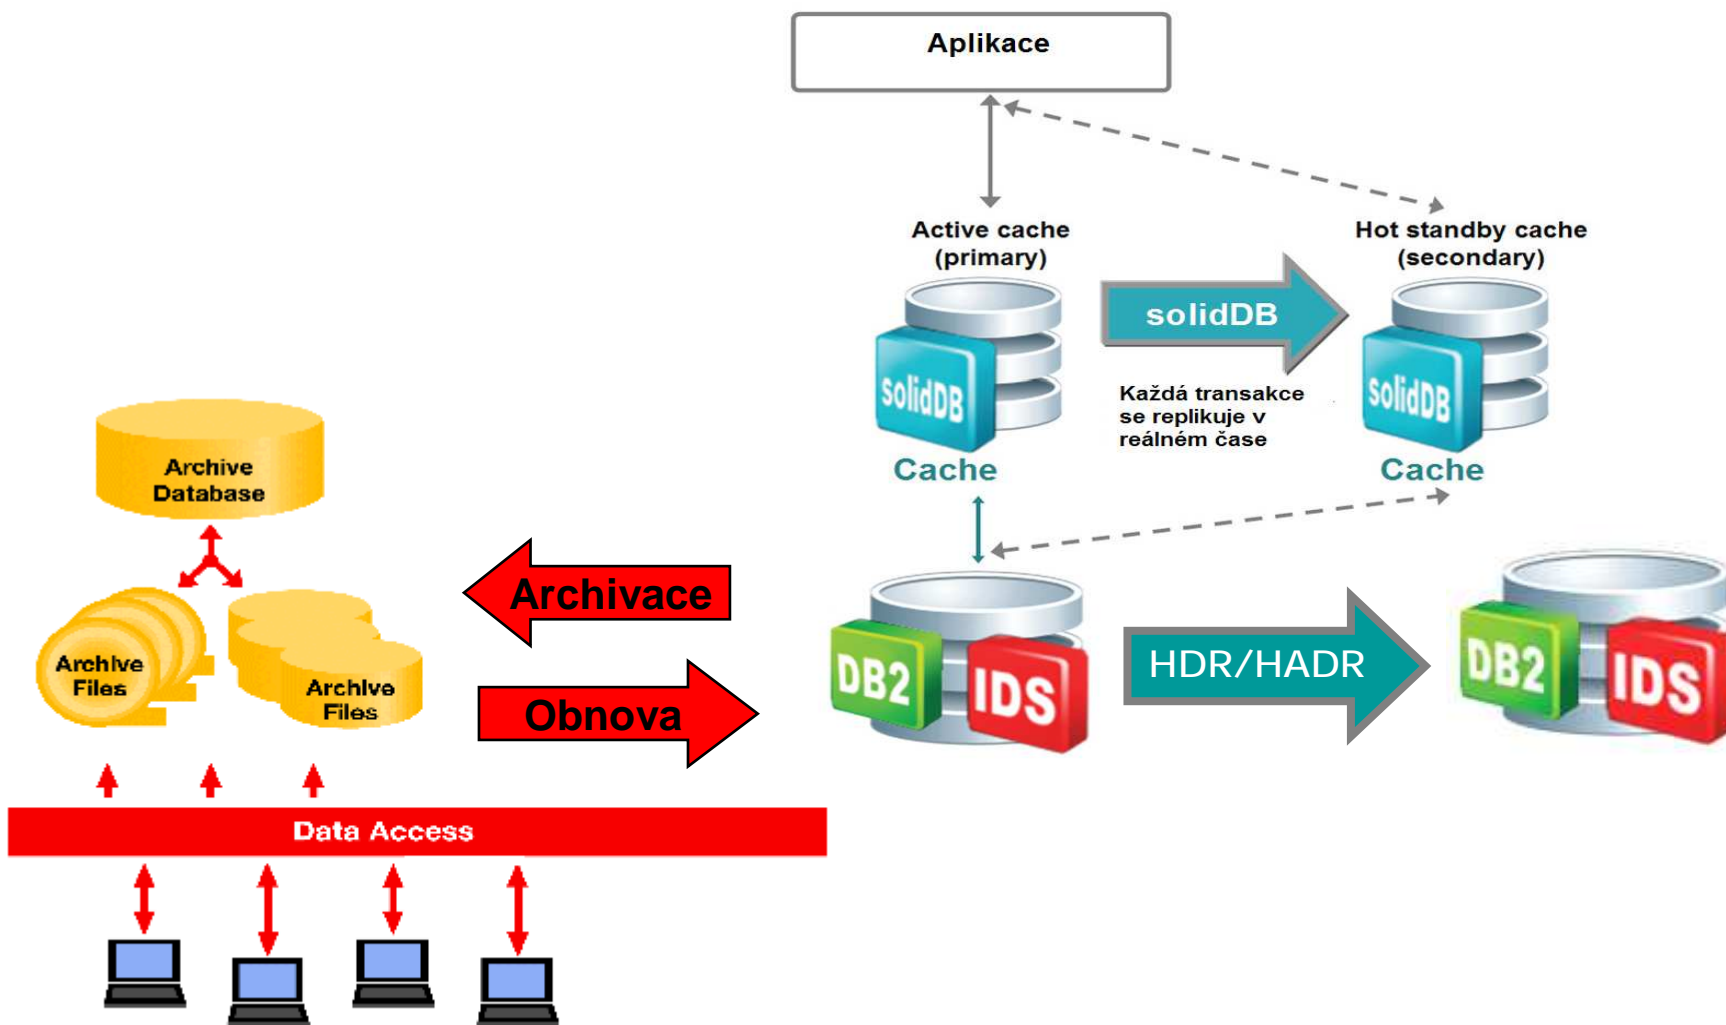 Aplikace
Active cache
(primary)
Hot standby cache
(secondary)
solidDB
solidDB
solidDB
Každá transakce
se replikuje v
reálném čase
Cache
Cache
Archive
Database
Archivace
Archive
Files
Archive
Files
Obnova
DB2
IDS
HDR/HADR
DB2
IDS
Data Access